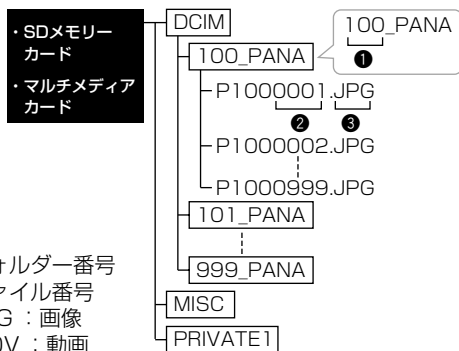 ・SDメモリー
カード
・マルチメディア
カード
DCIM
100_PANA
100_PANA
❶
P1000001.JPG
❷ ❸
P1000002.JPG
P1000999.JPG
101_PANA
999_PANA
MISC
PRIVATE1
ォルダー番号
ァイル番号
G ：画像
V ：動画